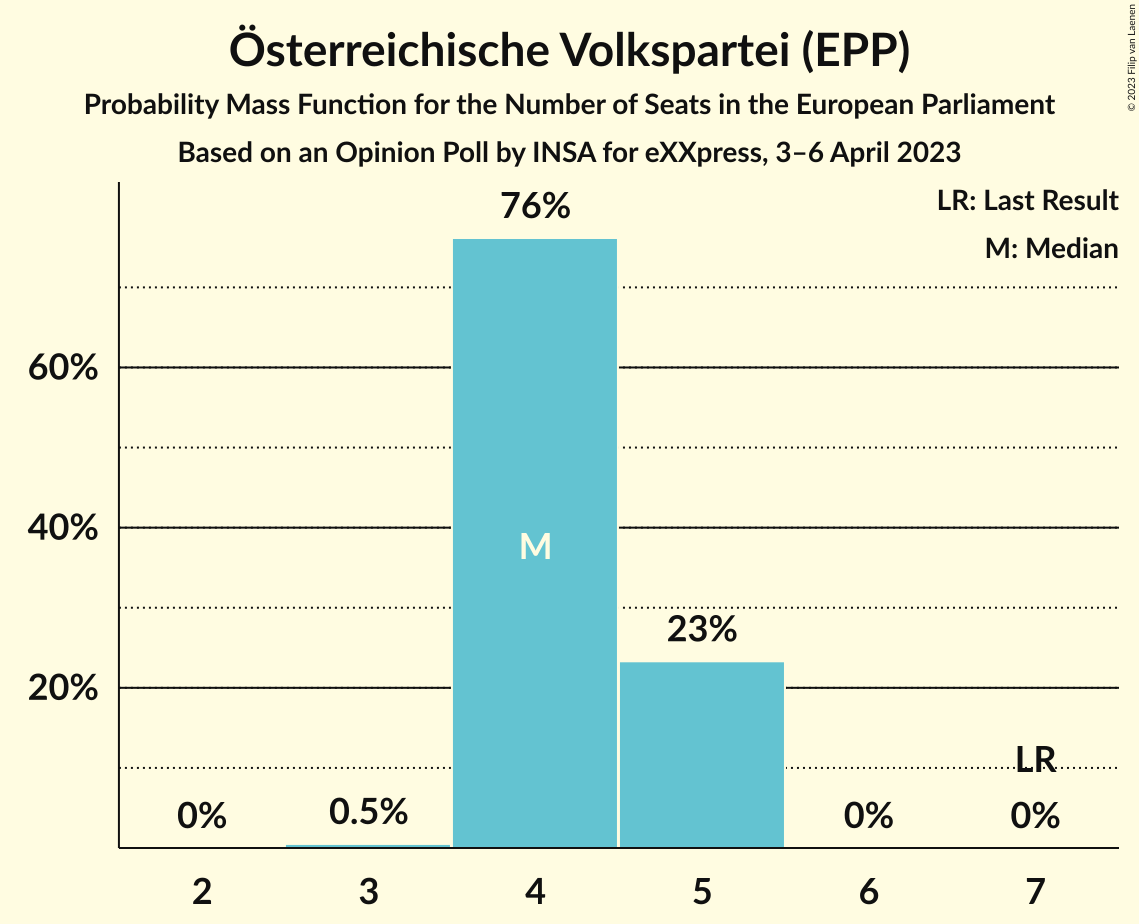 Österreichische Volkspartei (EPP)
Probability Mass Function for the Number of Seats in the European Parliament
Based on an Opinion Poll by INSA for eXXpress, 3–6 April 2023
© 2023 Filip van Laenen
LR: Last Result
M: Median
76%
60%
40%
M
23%
20%
LR
0%
0.5%
0%
0%
2
3
4
5
6
7